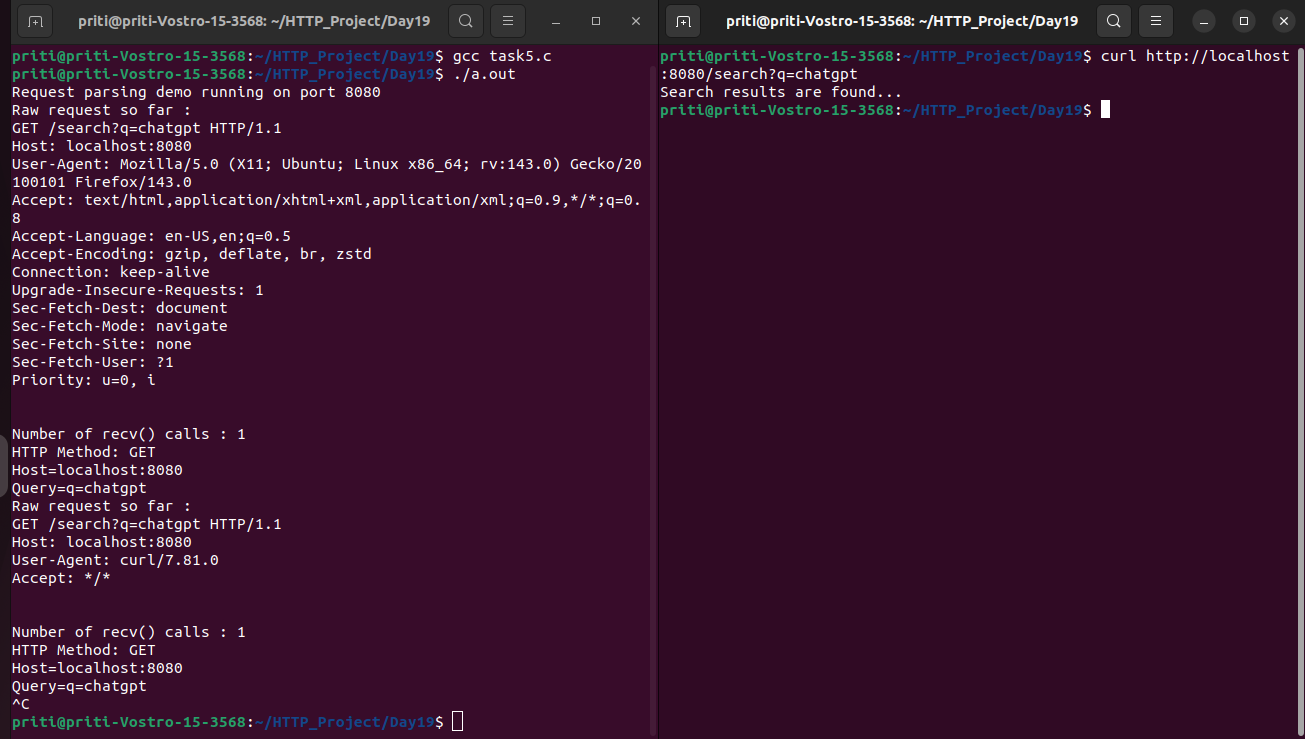 priti@priti-Vostro-15-3568: ~/HTTP_Project/Day19
priti@priti-Vostro-15-3568:~/HTTP_Project/Day19$ gcc task5.c
priti@priti-Vostro-15-3568:~/HTTP_Project/Day19$ ./a.out
Request parsing demo running on port 8080
Raw request so far :
GET /search?q=chatgpt HTTP/1.1
Host: localhost:8080
User-Agent: Mozilla/5.0 (X11; Ubuntu; Linux x86_64; rv:143.0) Gecko/20
100101 Firefox/143.0
Accept: text/html,application/xhtml+xml,application/xml;q=0.9,*/*;q=0.
8
Accept-Language: en-US,en;q=0.5
Accept-Encoding: gzip, deflate, br, zstd
Connection: keep-alive
Upgrade-Insecure-Requests: 1
Sec-Fetch-Dest: document
Sec-Fetch-Mode: navigate
Sec-Fetch-Site: none
Sec-Fetch-User: ?1
Priority: u=0, i
Number of recv() calls : 1
HTTP Method: GET
Host=localhost:8080
Query=q=chatgpt
Raw request so far :
GET /search?q=chatgpt HTTP/1.1
Host: localhost:8080
User-Agent: curl/7.81.0
Accept: */*
Number of recv() calls : 1
HTTP Method: GET
Host=localhost:8080
Query=q=chatgpt
^C
priti@priti-Vostro-15-3568:~/HTTP_Project/Day19$
priti@priti-Vostro-15-3568: ~/HTTP_Project/Day19
priti@priti-Vostro-15-3568:~/HTTP_Project/Day19$ curl http://localhost
:8080/search?q=chatgpt
Search results are found...
priti@priti-Vostro-15-3568:~/HTTP_Project/Day19$